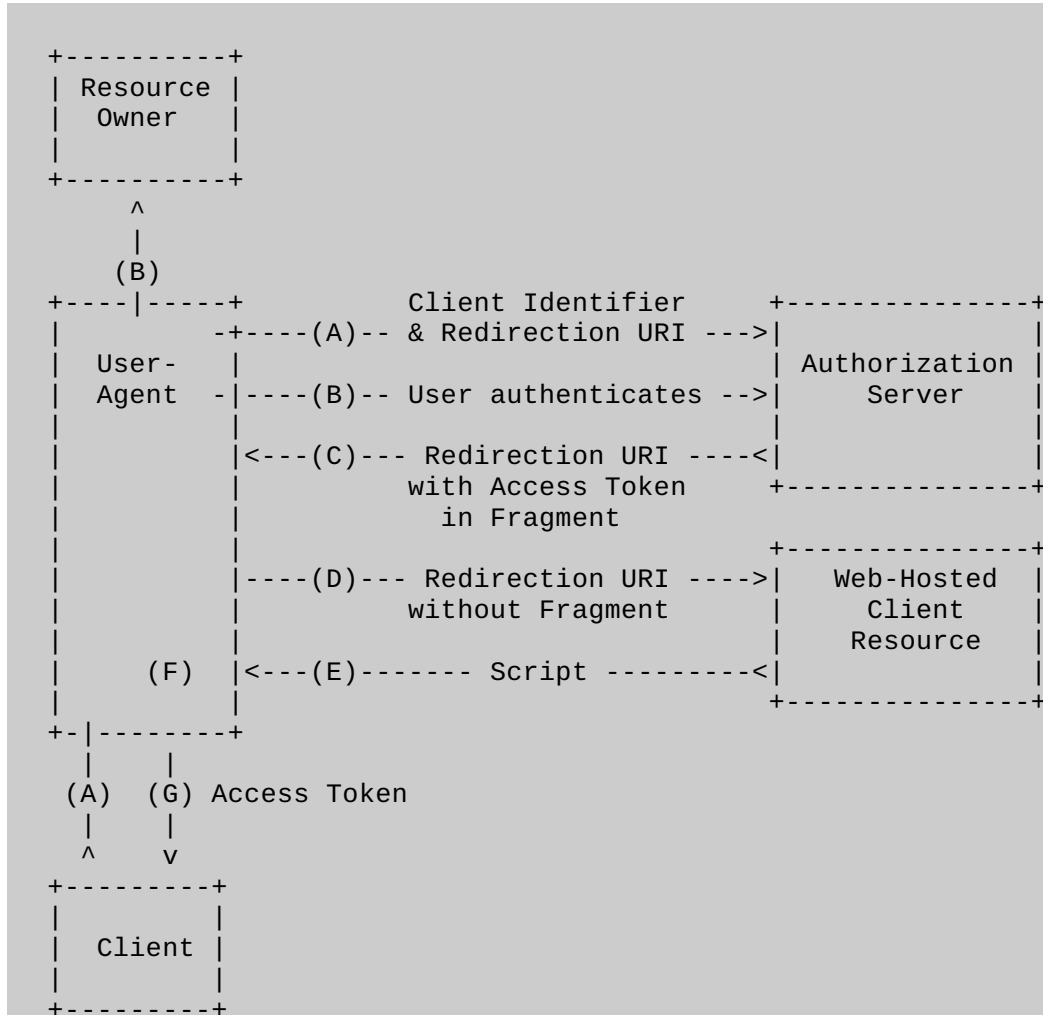 +----------+
| Resource |
|  Owner   |
|          |
+----------+
     ^
     |
    (B)
+----|-----+          Client Identifier     +---------------+
|         -+----(A)-- & Redirection URI --->|               |
|  User-   |                                | Authorization |
|  Agent  -|----(B)-- User authenticates -->|     Server    |
|          |                                |               |
|          |<---(C)--- Redirection URI ----<|               |
|          |          with Access Token     +---------------+
|          |            in Fragment
|          |                                +---------------+
|          |----(D)--- Redirection URI ---->|   Web-Hosted  |
|          |          without Fragment      |     Client    |
|          |                                |    Resource   |
|     (F)  |<---(E)------- Script ---------<|               |
|          |                                +---------------+
+-|--------+
  |    |
 (A)  (G) Access Token
  |    |
  ^    v
+---------+
|         |
|  Client |
|         |
+---------+